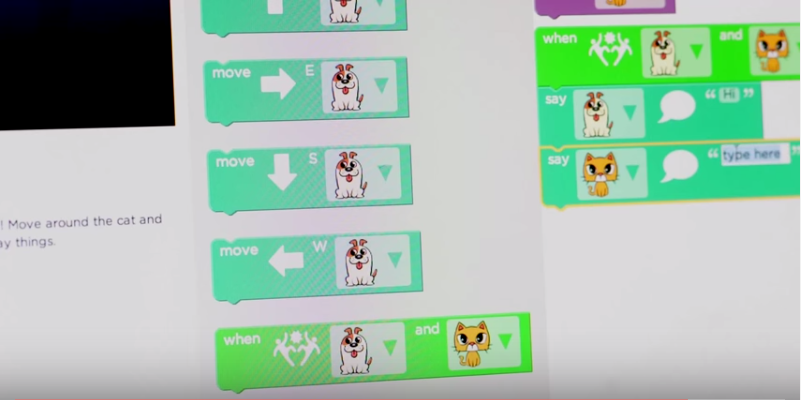 ! Move around the cat and
ay things.
move E
move S
move W
when and
when and
say “ Hi ”
say “ type here ”